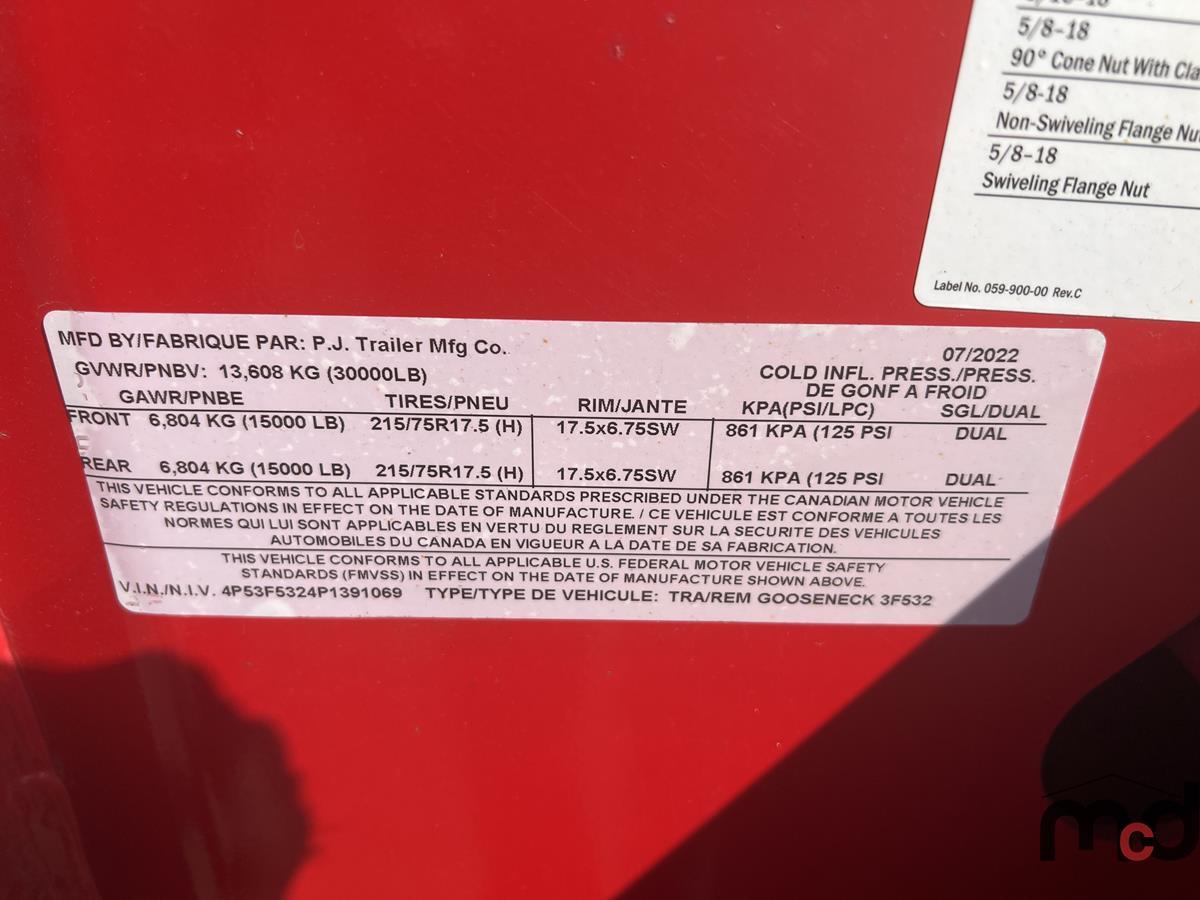 5/8-18
90° Cone Nut With Cla
5/8-18
Non-Swiveling Flange Nu
5/8-18
Swiveling Flange Nut
Label No. 059-900-00 Rev.C
MFD BY/FABRIQUE PAR: P.J. Trailer Mfg Co.
07/2022
GVWR/PNBV: 13,608 KG (30000LB)
COLD INFL. PRESS./PRESS.
DE GONF A FROID
GAWR/PNBE TIRES/PNEU RIM/JANTE KPA(PSI/LPC) SGL/DUAL
FRONT 6,804 KG (15000 LB) 215/75R17.5 (H) 17.5x6.75SW 861 KPA (125 PSI DUAL
REAR 6,804 KG (15000 LB) 215/75R17.5 (H) 17.5x6.75SW 861 KPA (125 PSI DUAL
THIS VEHICLE CONFORMS TO ALL APPLICABLE STANDARDS PRESCRIBED UNDER THE CANADIAN MOTOR VEHICLE
SAFETY REGULATIONS IN EFFECT ON THE DATE OF MANUFACTURE. / CE VEHICULE EST CONFORME A TOUTES LES
NORMES QUI LUI SONT APPLICABLES EN VERTU DU REGLEMENT SUR LA SECURITE DES VEHICULES
AUTOMOBILES DU CANADA EN VIGUEUR A LA DATE DE SA FABRICATION.
THIS VEHICLE CONFORMS TO ALL APPLICABLE U.S. FEDERAL MOTOR VEHICLE SAFETY
STANDARDS (FMVSS) IN EFFECT ON THE DATE OF MANUFACTURE SHOWN ABOVE.
V.I.N./N.I.V. 4P53F5324P1391069 TYPE/TYPE DE VEHICULE: TRA/REM GOOSENECK 3F532
mcd